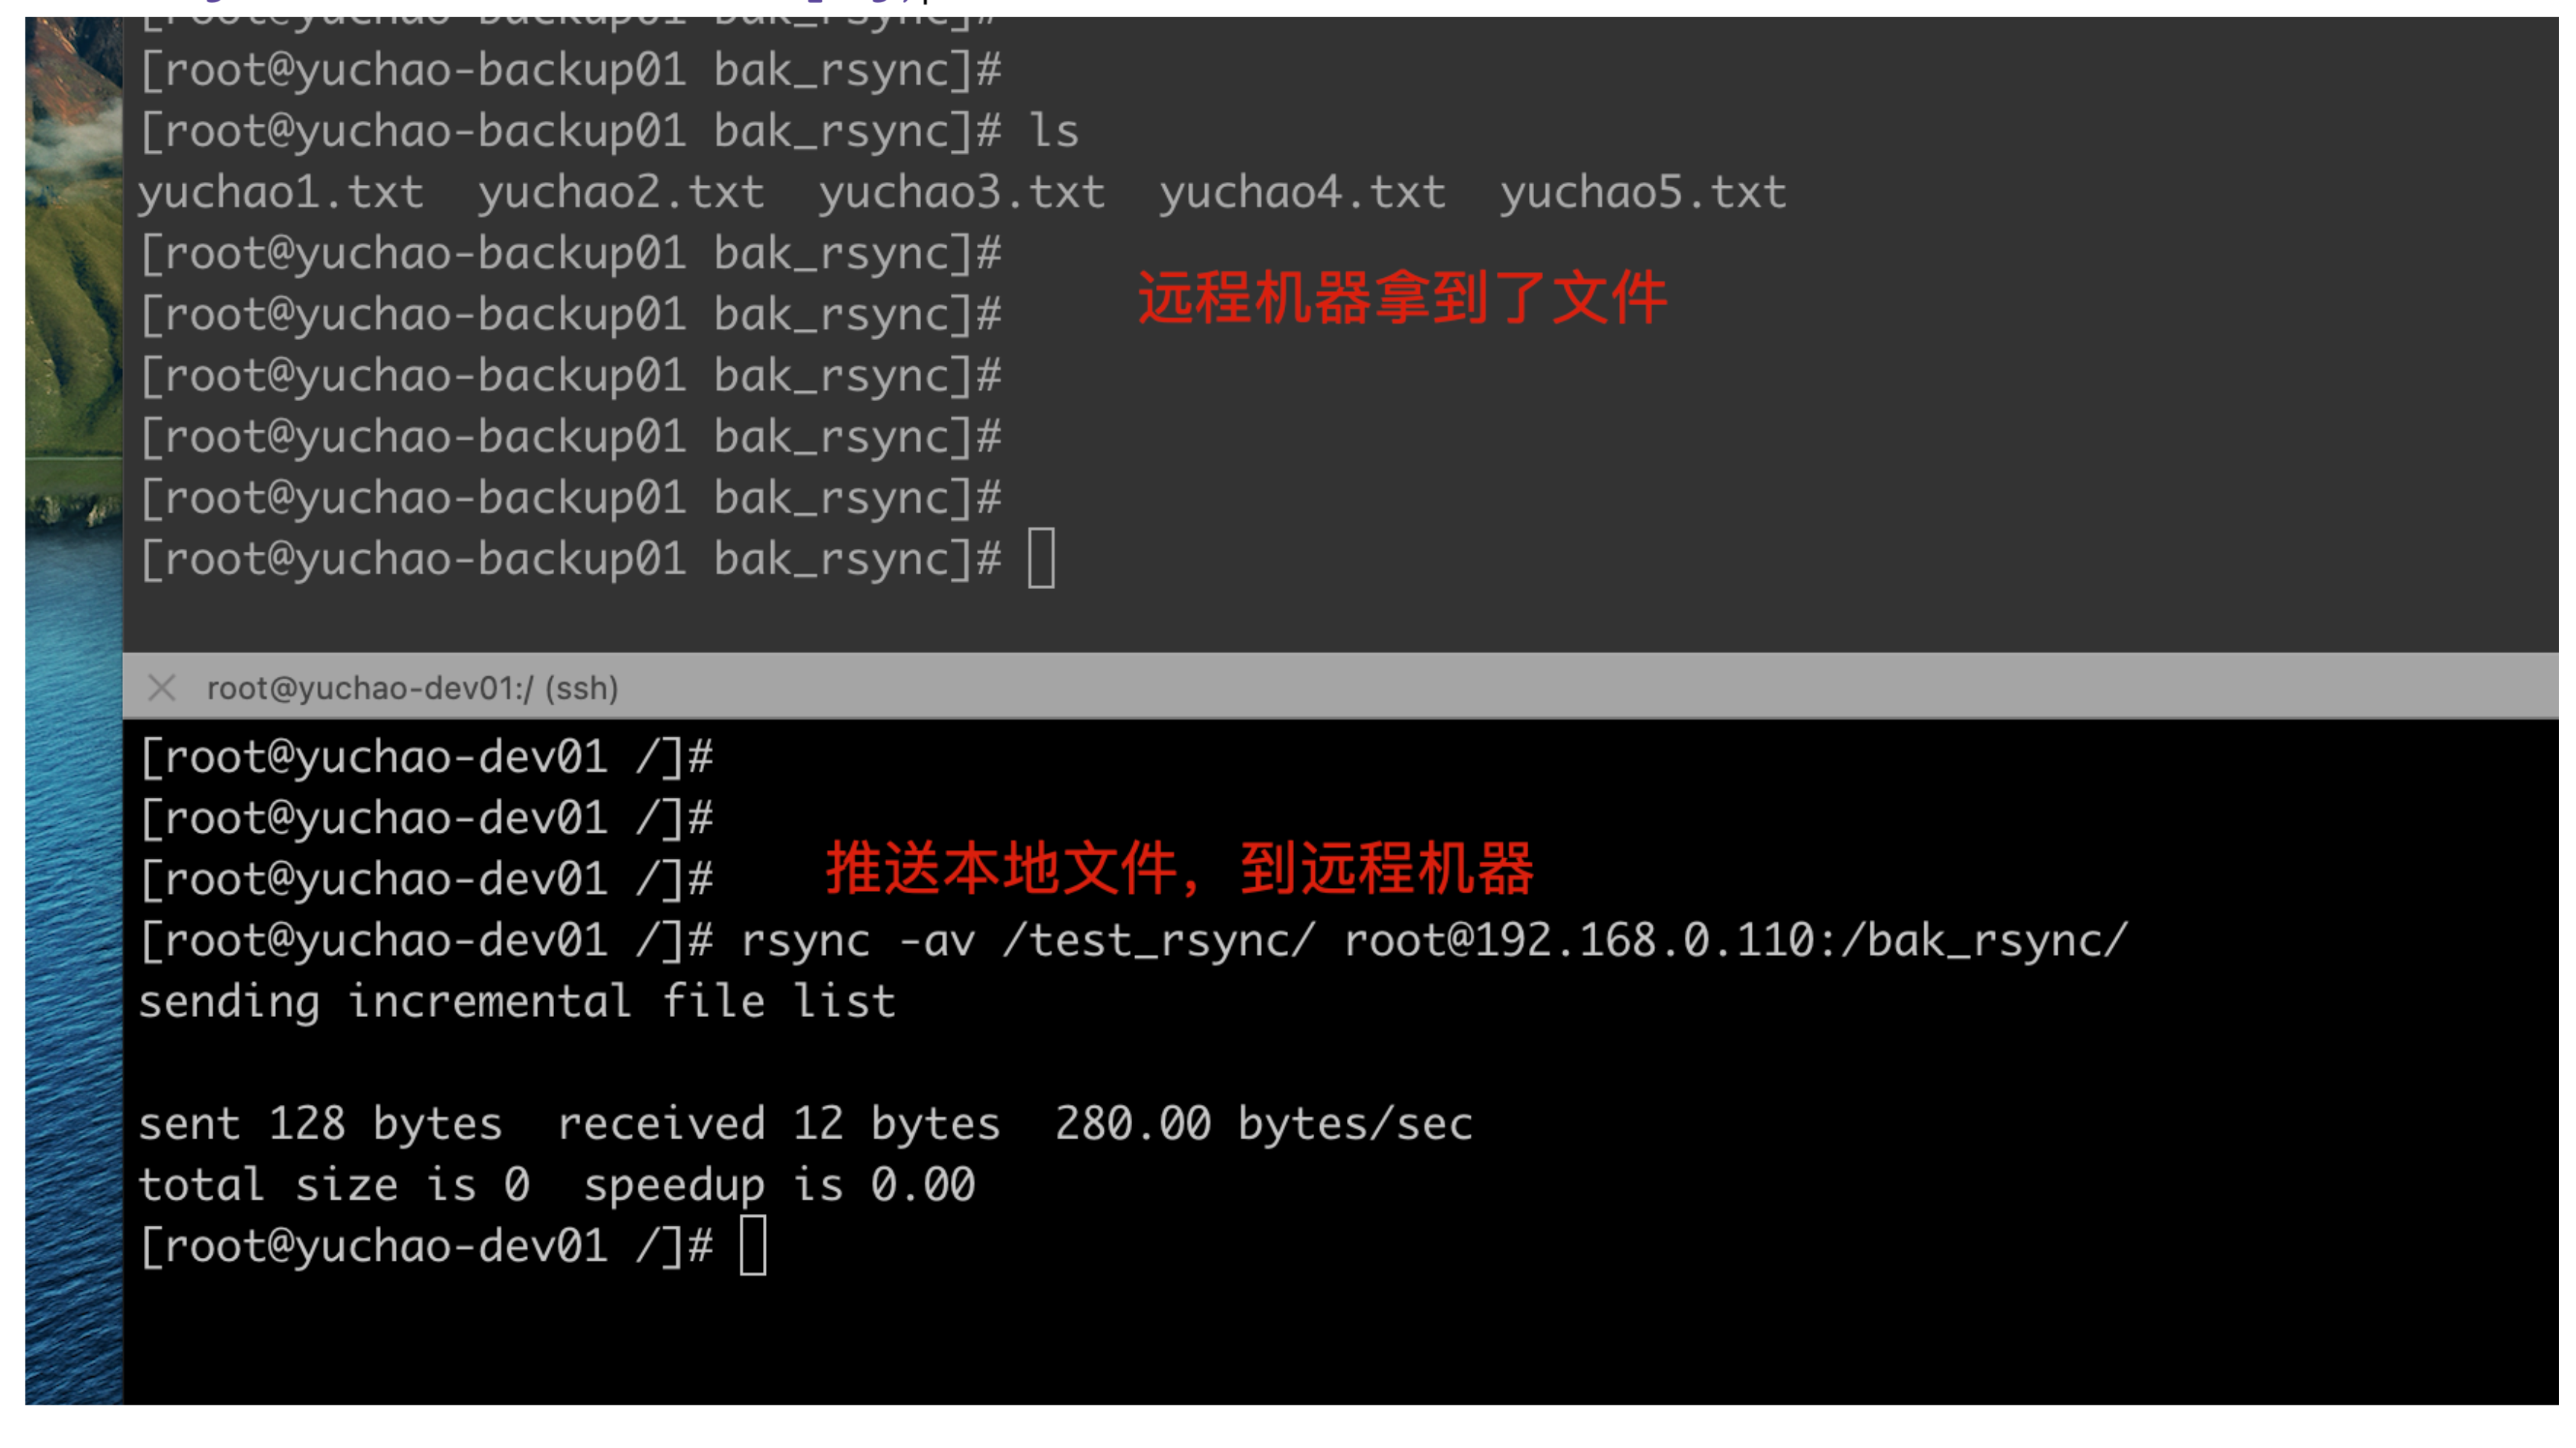 [root@yuchao-backup01 bak_rsync]#
[root@yuchao-backup01 bak_rsync]#
[root@yuchao-backup01 bak_rsync]# ls
yuchao1.txt  yuchao2.txt  yuchao3.txt  yuchao4.txt  yuchao5.txt
[root@yuchao-backup01 bak_rsync]#
远程机器拿到了文件
[root@yuchao-backup01 bak_rsync]#
[root@yuchao-backup01 bak_rsync]#
[root@yuchao-backup01 bak_rsync]#
[root@yuchao-backup01 bak_rsync]#
[root@yuchao-backup01 bak_rsync]#
root@yuchao-dev01:/ (ssh)
[root@yuchao-dev01 /]#
[root@yuchao-dev01 /]#
[root@yuchao-dev01 /]#
推送本地文件，到远程机器
[root@yuchao-dev01 /]# rsync -av /test_rsync/ root@192.168.0.110:/bak_rsync/
sending incremental file list
sent 128 bytes  received 12 bytes  280.00 bytes/sec
total size is 0  speedup is 0.00
[root@yuchao-dev01 /]#